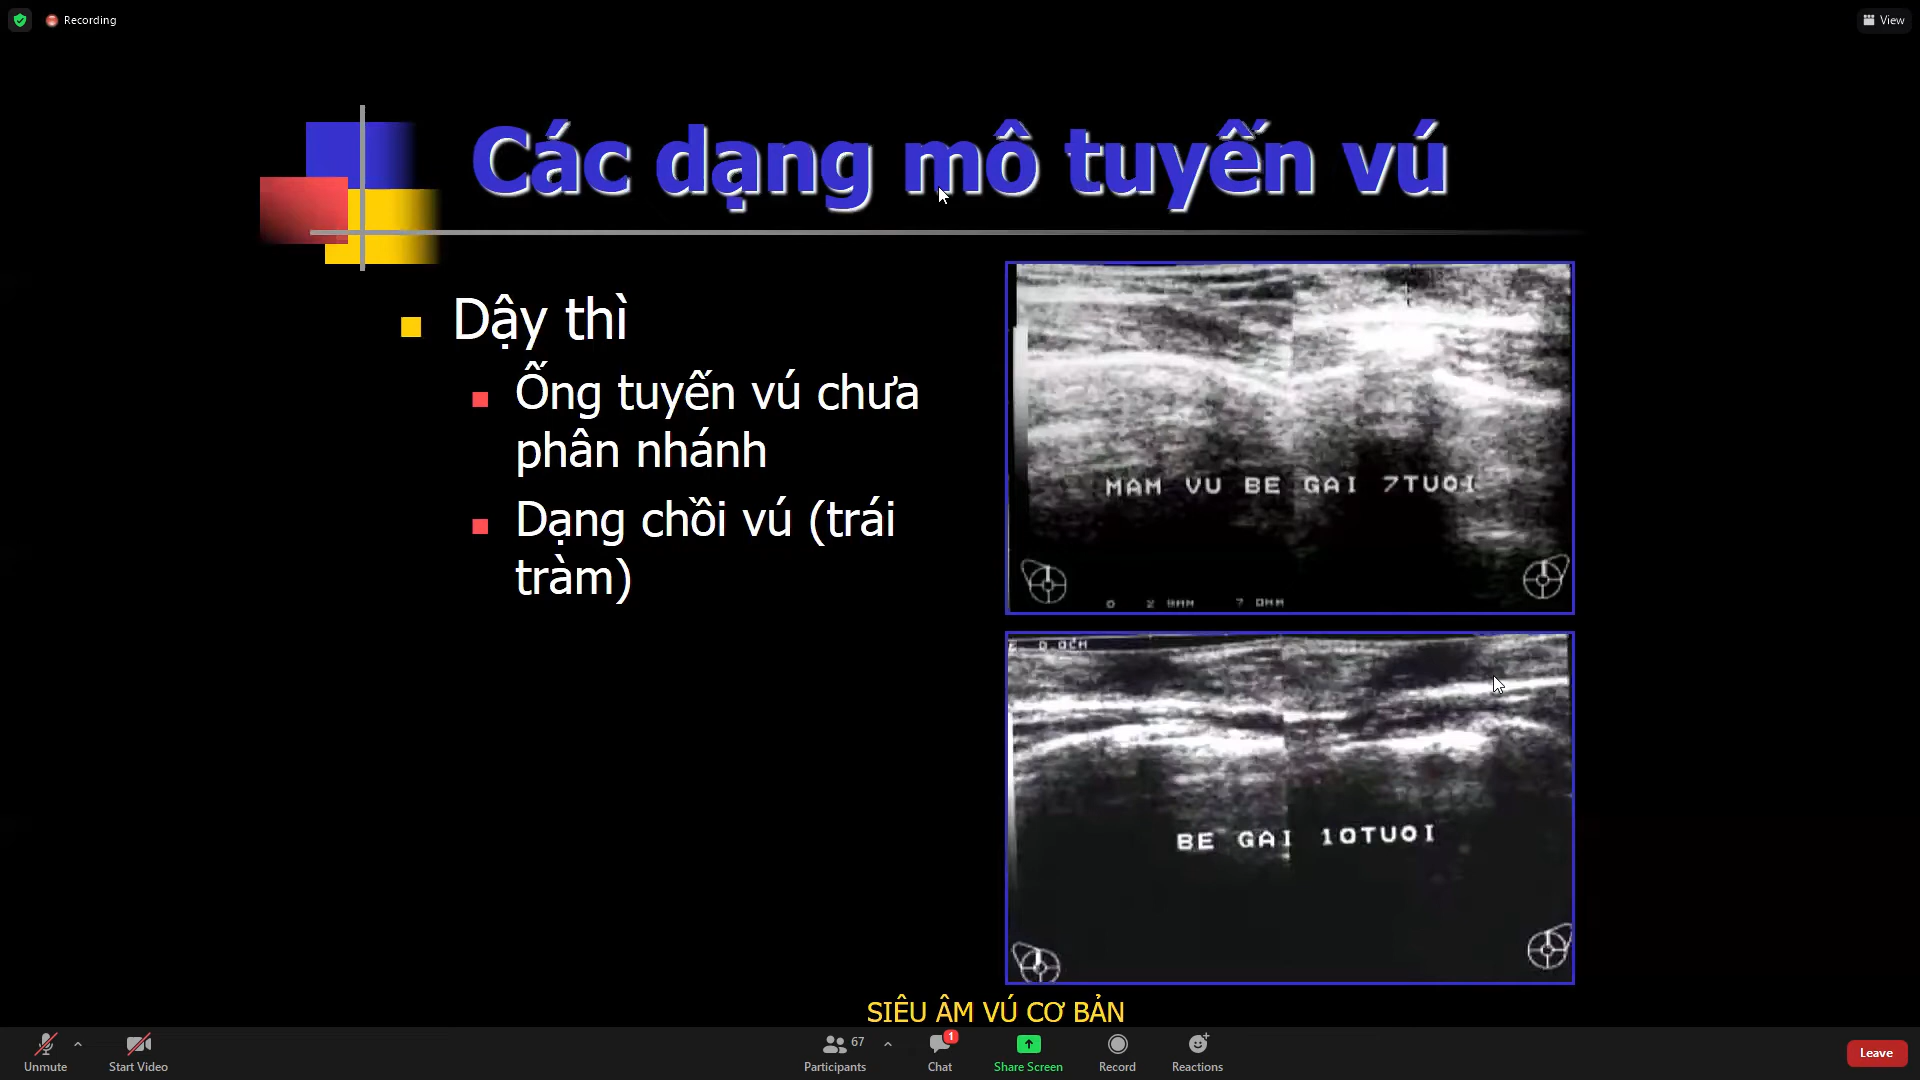 Recording
View
Các dạng mô tuyến vú
Dậy thì
Ống tuyến vú chưa
phân nhánh
Dạng chồi vú (trái
tràm)
MAM VU BE GAI 7TUOI
BE GAI 10TUOI
SIÊU ÂM VÚ CƠ BẢN
Unmute
Start Video
67
Participants
1
Chat
Share Screen
Record
Reactions
Leave